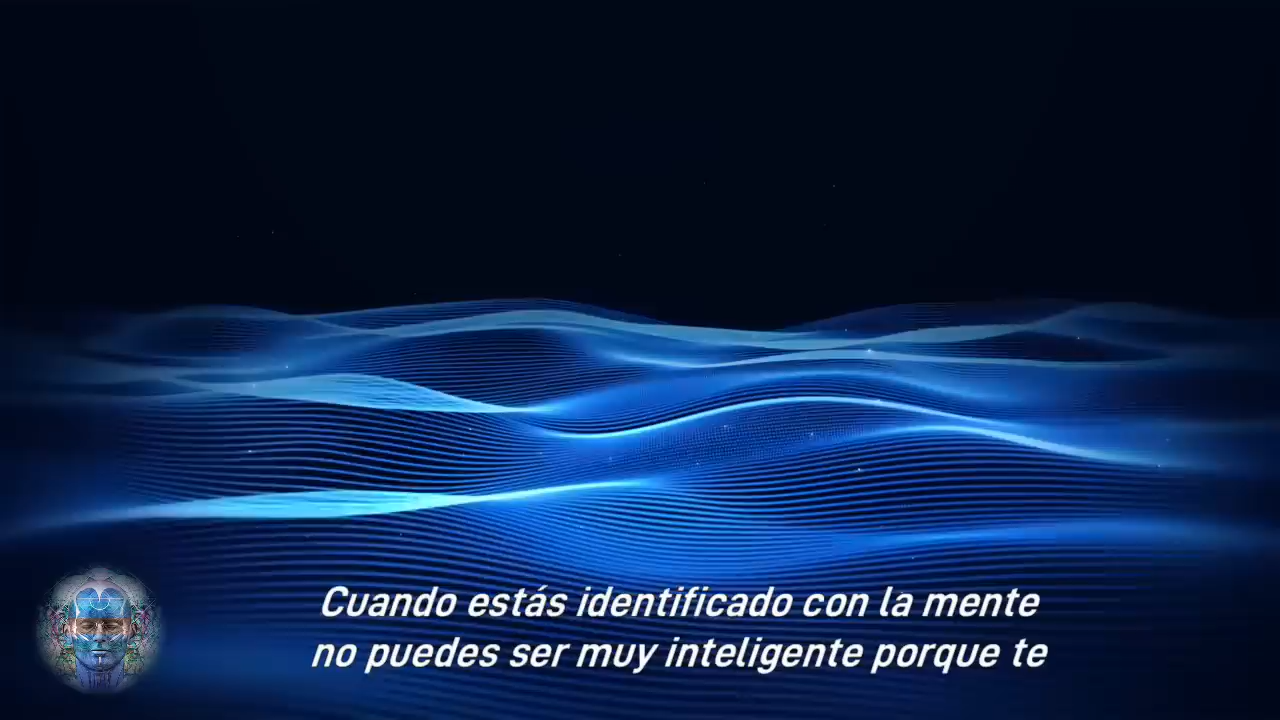 Cuando estás identificado con la mente
no puedes ser muy inteligente porque te